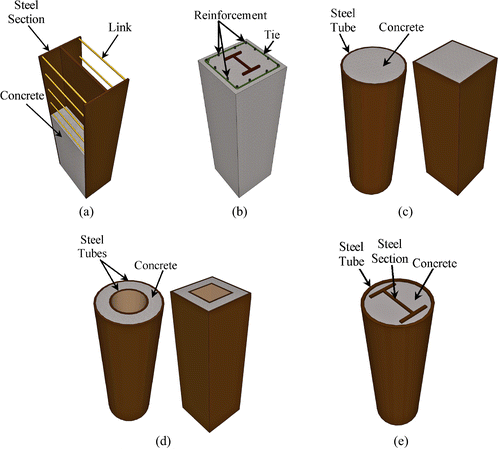 Steel
Section
Link
Concrete
(a)
Reinforcement
Tie
(b)
Steel
Tube
Concrete
(c)
Steel
Tubes
Concrete
(d)
Steel
Tube
Steel
Section
Concrete
(e)